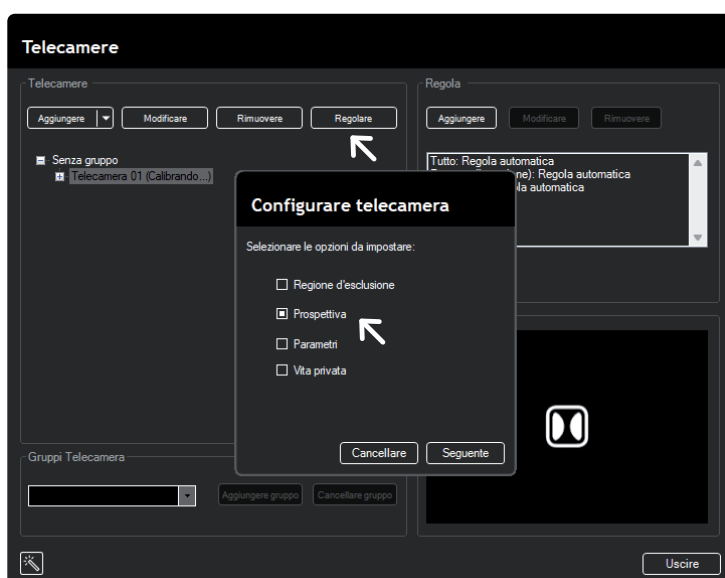 Telecamere
Telecamere
Aggiungere
Modificare
Rimuovere
Regolare
Senza gruppo
Telecamera 01 (Calibrando...)
Regola
Aggiungere
Modificare
Rimuovere
Tutto: Regola automatica
ne): Regola automatica
la automatica
Configurare telecamera
Selezionare le opzioni da impostare:
Regione d'esclusione
Prospettiva
Parametri
Vita privata
Cancellare
Seguente
Gruppi Telecamera
Aggiungere gruppo
Cancellare gruppo
Uscire